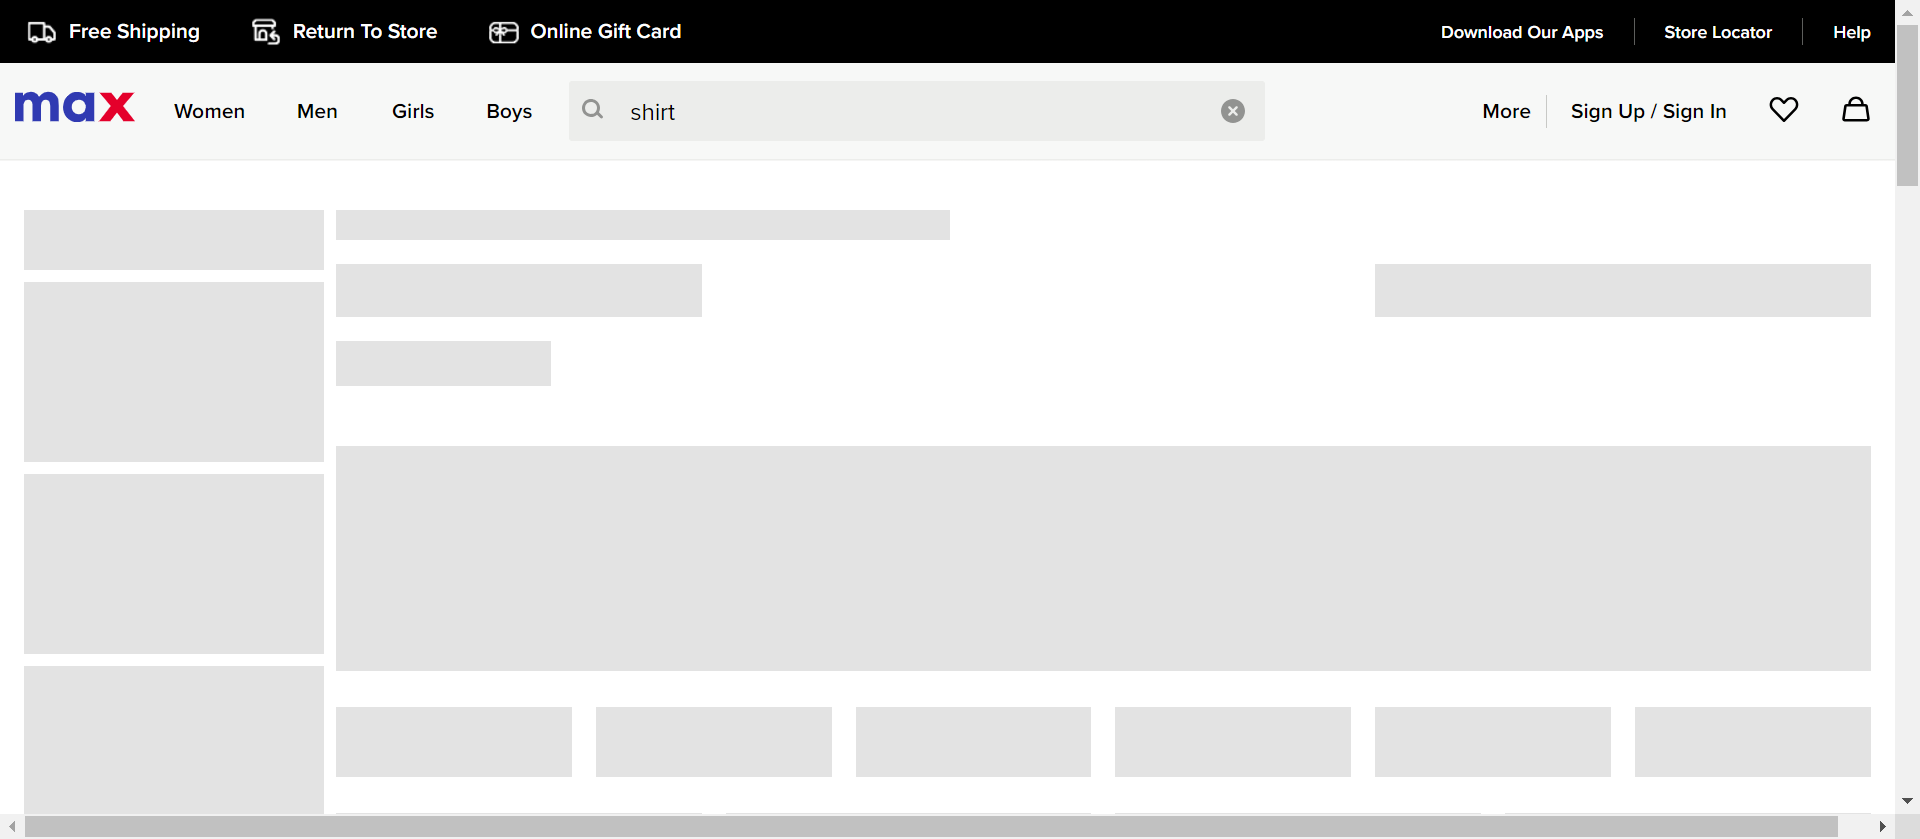 Free Shipping
Return To Store
Online Gift Card
Download Our Apps
Store Locator
Help
max
Women
Men
Girls
Boys
shirt
More
Sign Up / Sign In